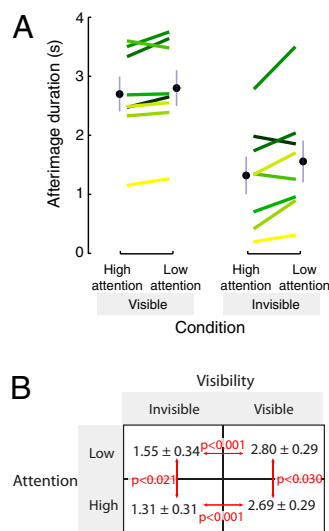 A
Afterimage duration (s)
4
3
2
1
0
High attention
Low attention
High attention
Low attention
Visible
Invisible
Condition
B
Visibility
Invisible
Visible
Attention
Low
1.55 ± 0.34
p<0.001
2.80 ± 0.29
p<0.021
p<0.030
High
1.31 ± 0.31
p<0.001
2.69 ± 0.29